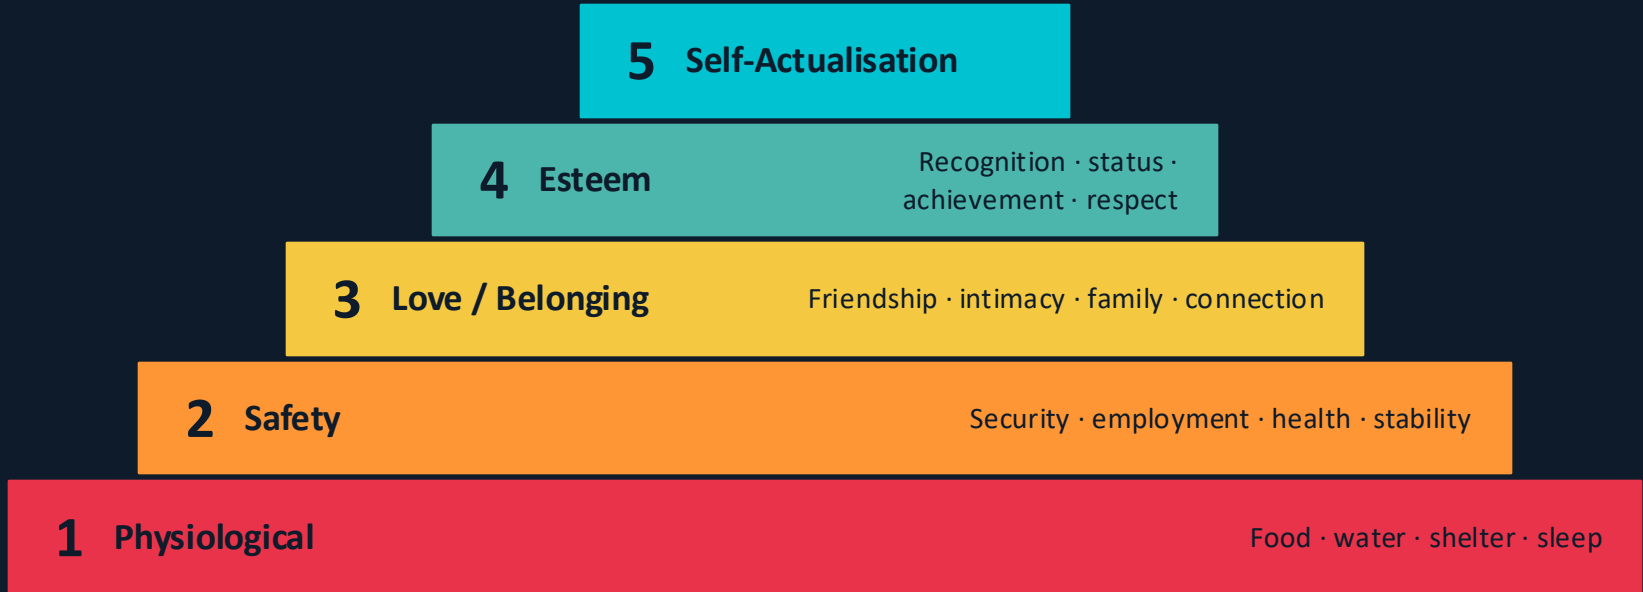 5 Self-Actualisation
4 Esteem
Recognition · status ·
achievement · respect
3 Love / Belonging
Friendship · intimacy · family · connection
2 Safety
Security · employment · health · stability
1 Physiological
Food · water · shelter · sleep